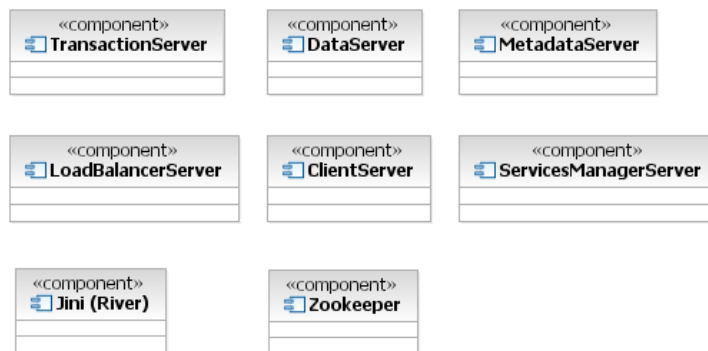 «component»
TransactionServer
«component»
DataServer
«component»
MetadataServer
«component»
LoadBalancerServer
«component»
ClientServer
«component»
ServicesManagerServer
«component»
Jini (River)
«component»
Zookeeper